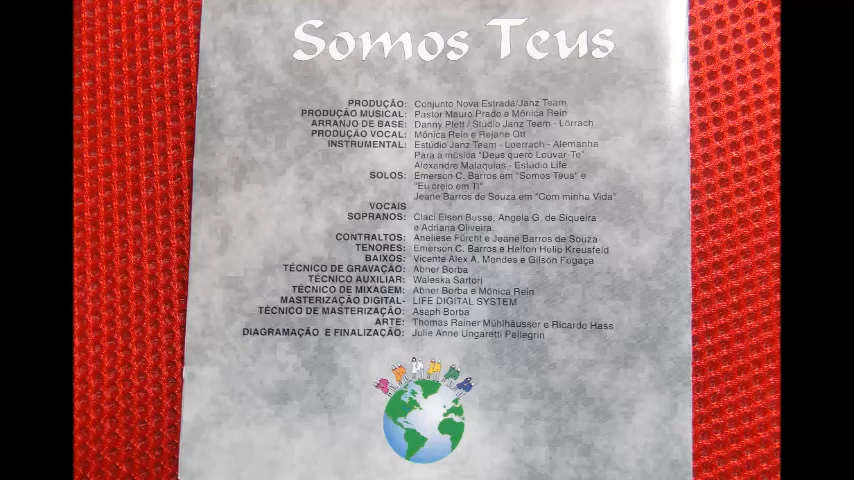 Somos Teus
PRODUÇÃO: Conjunto Nova Estrada/Janz Team
PRODUÇÃO MUSICAL: Pastor Mauro Prado e Mônica Rein
ARRANJO DE BASE: Danny Plett / Studio Janz Team - Lörrach
PRODUÇÃO VOCAL: Mônica Rein e Rejane Ott
INSTRUMENTAL: Estúdio Janz Team - Loerrach - Alemanha
Para a música "Deus quero Louvar-Te"
Alexandre Malaquias - Estúdio Life
SOLOS: Emerson C. Barros em "Somos Teus" e
"Eu creio em Ti"
Jeane Barros de Souza em "Com minha Vida"
VOCAIS
SOPRANOS: Claci Elsen Busse, Angela G. de Siqueira
e Adriana Oliveira.
CONTRALTOS: Aneliese Fürcht e Jeane Barros de Souza
TENORES: Emerson C. Barros e Helton Helio Kreusfeld
BAIXOS: Vicente Alex A. Mendes e Gilson Fogaça
TÉCNICO DE GRAVAÇÃO: Abner Borba
TÉCNICO AUXILIAR: Waleska Sartori
TÉCNICO DE MIXAGEM: Abner Borba e Mônica Rein
MASTERIZAÇÃO DIGITAL- LIFE DIGITAL SYSTEM
TÉCNICO DE MASTERIZAÇÃO: Asaph Borba
ARTE: Thomas Rainer Mühlhäusser e Ricardo Hass
DIAGRAMAÇÃO E FINALIZAÇÃO: Julie Anne Ungaretti Pellegrin